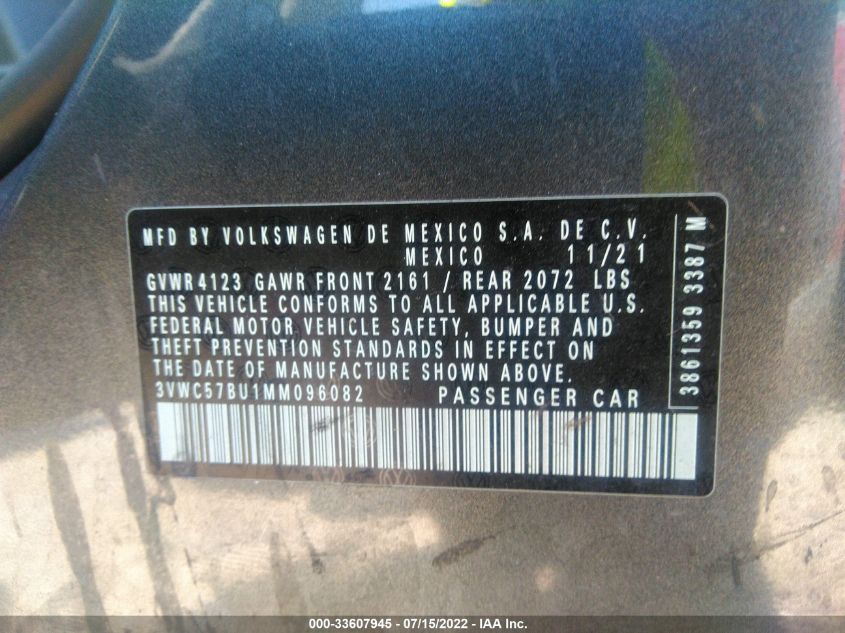 MFD BY VOLKSWAGEN DE MEXICO S.A. DE C.V.
MEXICO 11/21
GVWR 4123 GAWR FRONT 2161 / REAR 2072 LBS
THIS VEHICLE CONFORMS TO ALL APPLICABLE U.S.
FEDERAL MOTOR VEHICLE SAFETY, BUMPER AND
THEFT PREVENTION STANDARDS IN EFFECT ON
THE DATE OF MANUFACTURE SHOWN ABOVE.
3VWC57BU1MM096082 PASSENGER CAR
3861359 3387 M
000-33607945 - 07/15/2022 - IAA Inc.